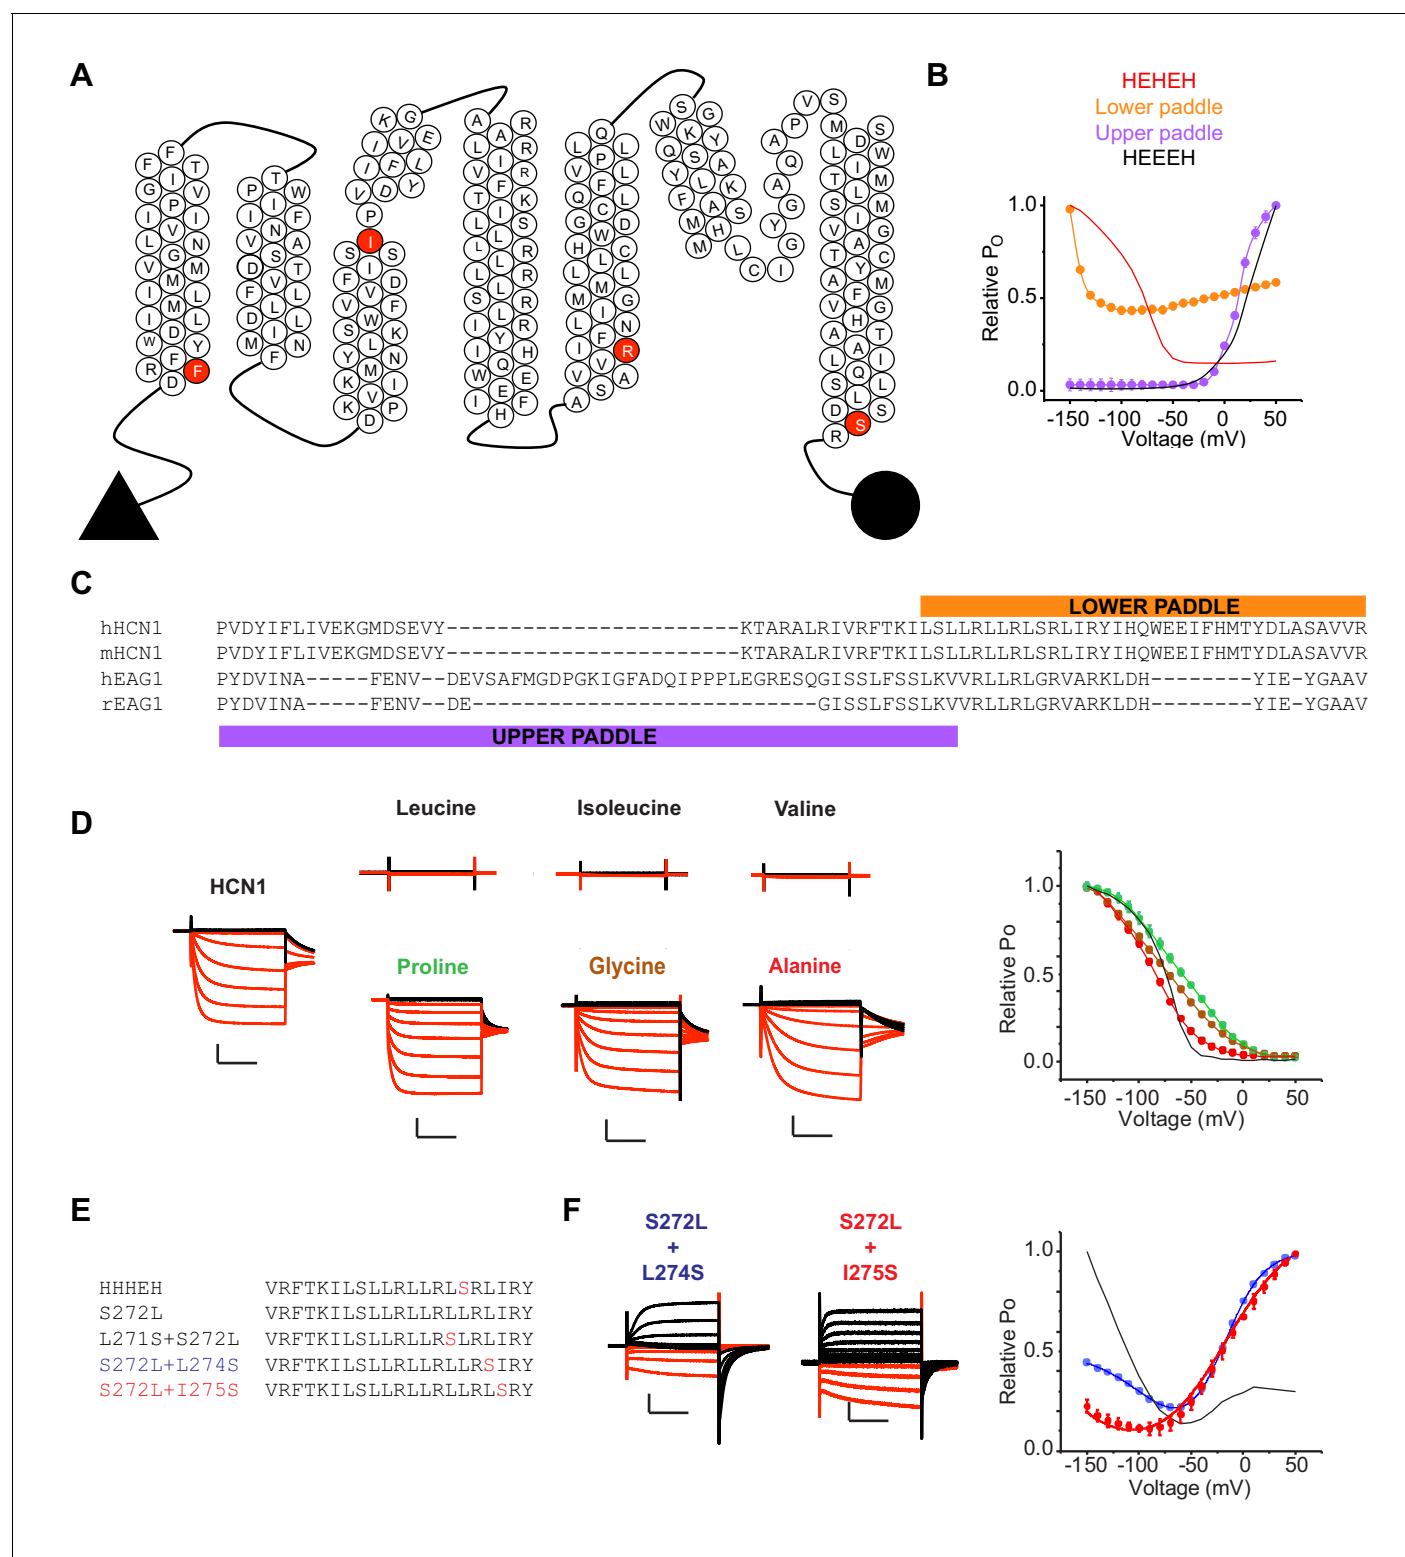 A
B
HEHEH
Lower paddle
Upper paddle
HEEEH
Relative P O
1.0
0.5
0.0
-150 -100 -50 0 50
Voltage (mV)
C
LOWER PADDLE
hHCN1 PVDYIFLIVEKGMDSEVY-----------------------KTARALRIVRFTKILSLLRLLRLSRLIRYIHQWEEIFHMTYDLASAVVR
mHCN1 PVDYIFLIVEKGMDSEVY-----------------------KTARALRIVRFTKILSLLRLLRLSRLIRYIHQWEEIFHMTYDLASAVVR
hEAG1 PYDVINA-----FENV--DEVSAFMGDPGKIGFADQIPPPLEGRESQGISSLFSSLKVVRLLRLGRVARKLDH--------YIE-YGAAV
rEAG1 PYDVINA-----FENV--DE---------------------------GISSLFSSLKVVRLLRLGRVARKLDH--------YIE-YGAAV
UPPER PADDLE
D
Leucine Isoleucine Valine
HCN1
Proline Glycine Alanine
Relative Po
1.0
0.5
0.0
-150 -100 -50 0 50
Voltage (mV)
E
HHHEH VRFTKILSLLRLLRLSRLIRY
S272L VRFTKILSLLRLLRLLRLIRY
L271S+S272L VRFTKILSLLRLLRSLRLIRY
S272L+L274S VRFTKILSLLRLLRLLRSIRY
S272L+I275S VRFTKILSLLRLLRLLRLSRY
F
S272L
+
L274S
S272L
+
I275S
Relative Po
1.0
0.5
0.0
-150 -100 -50 0 50
Voltage (mV)